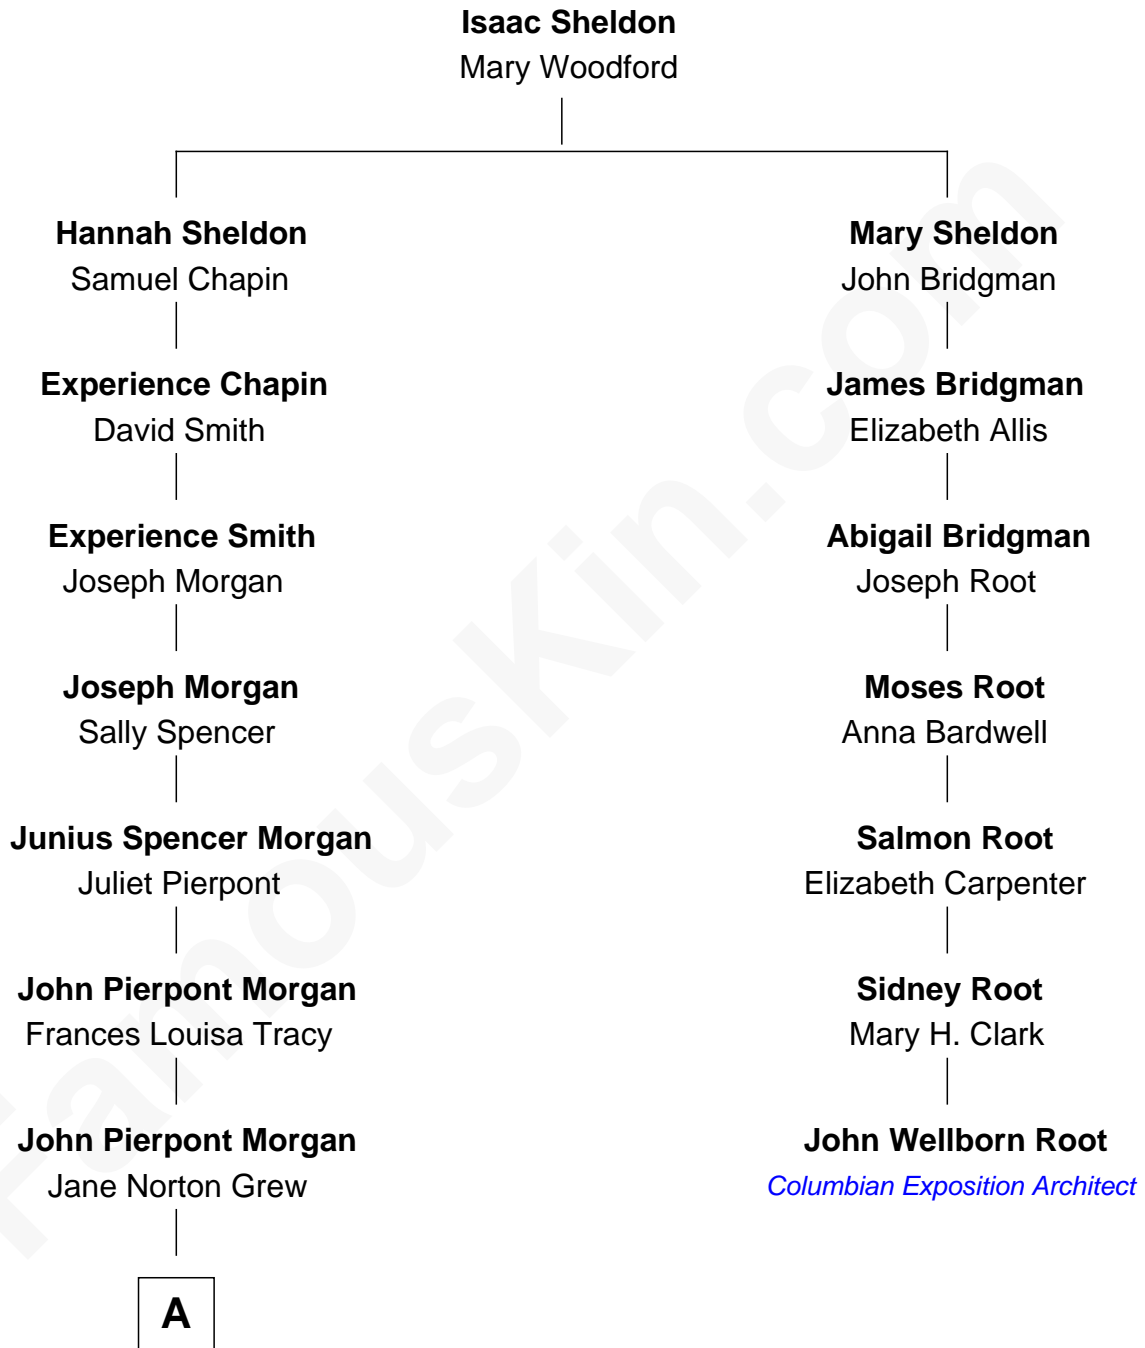 Isaac Sheldon
Mary Woodford
Hannah Sheldon
Samuel Chapin
Mary Sheldon
John Bridgman
Experience Chapin
David Smith
James Bridgman
Elizabeth Allis
Experience Smith
Joseph Morgan
Abigail Bridgman
Joseph Root
Joseph Morgan
Sally Spencer
Moses Root
Anna Bardwell
Junius Spencer Morgan
Juliet Pierpont
Salmon Root
Elizabeth Carpenter
John Pierpont Morgan
Frances Louisa Tracy
Sidney Root
Mary H. Clark
John Pierpont Morgan
Jane Norton Grew
John Wellborn Root
Columbian Exposition Architect
A
FamousKin.com